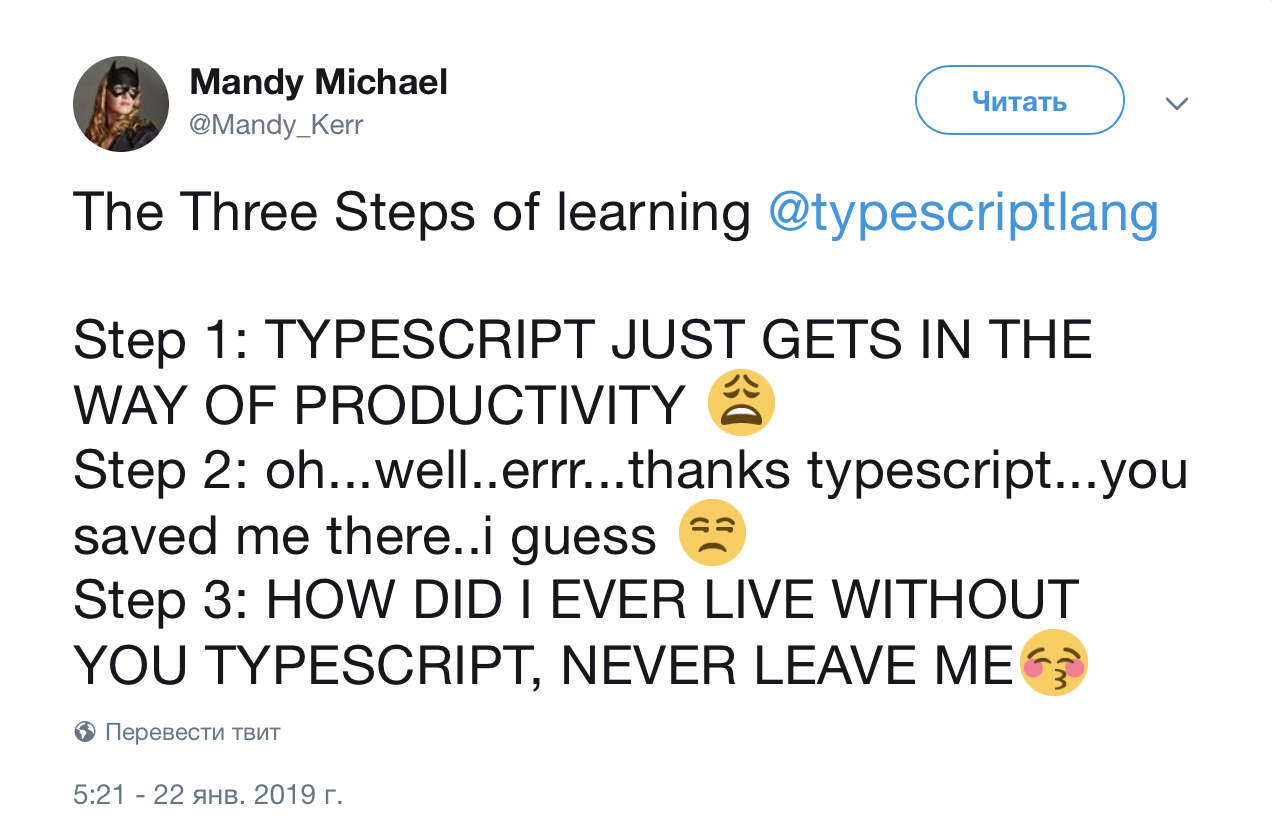 Mandy Michael
@Mandy_Kerr
Читать
The Three Steps of learning @typescriptlang
Step 1: TYPESCRIPT JUST GETS IN THE
WAY OF PRODUCTIVITY 😩
Step 2: oh...well..errr...thanks typescript...you
saved me there..i guess 😒
Step 3: HOW DID I EVER LIVE WITHOUT
YOU TYPESCRIPT, NEVER LEAVE ME😚
Перевести твит
5:21 - 22 янв. 2019 г.